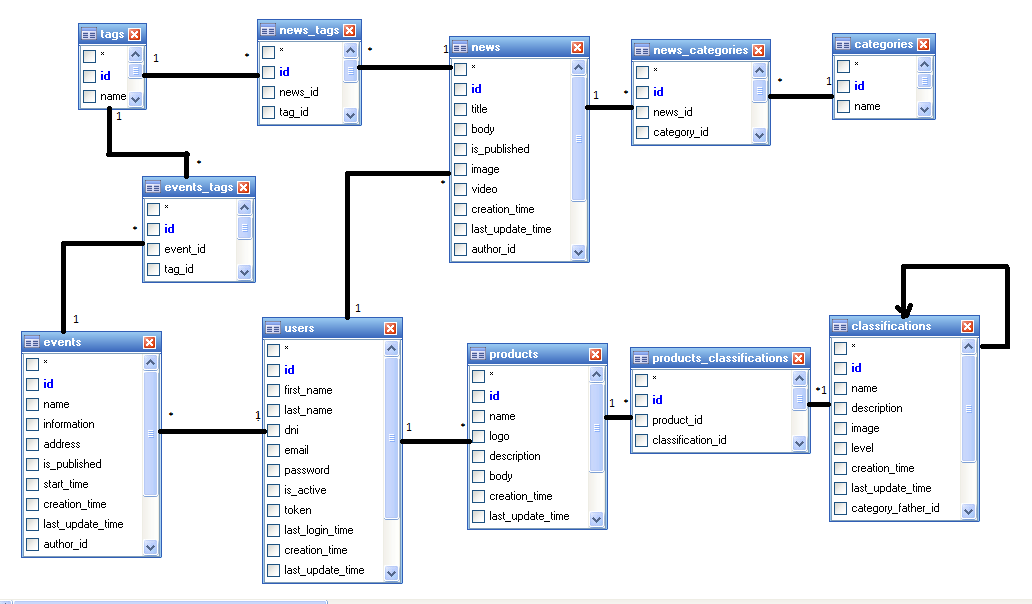 tags
*
id
name
1
*
news_tags
*
id
news_id
tag_id
*
1
news
*
id
title
body
is_published
image
video
creation_time
last_update_time
author_id
1
*
news_categories
*
id
news_id
category_id
*
1
categories
*
id
name
1
*
events_tags
*
id
event_id
tag_id
*
1
*
1
events
*
id
name
information
address
is_published
start_time
creation_time
last_update_time
author_id
*
1
users
*
id
first_name
last_name
dni
email
password
is_active
token
last_login_time
creation_time
last_update_time
1
*
products
*
id
name
logo
description
body
creation_time
last_update_time
1
*
products_classifications
*
id
product_id
classification_id
*1
classifications
*
id
name
description
image
level
creation_time
last_update_time
category_father_id